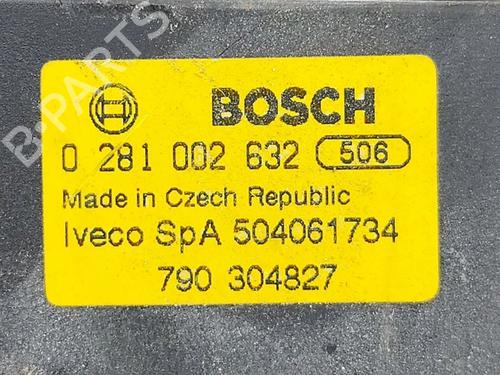 BOSCH
0 281 002 632 506
Made in Czech Republic
Iveco SpA 504061734
790 304827
B-PARTS